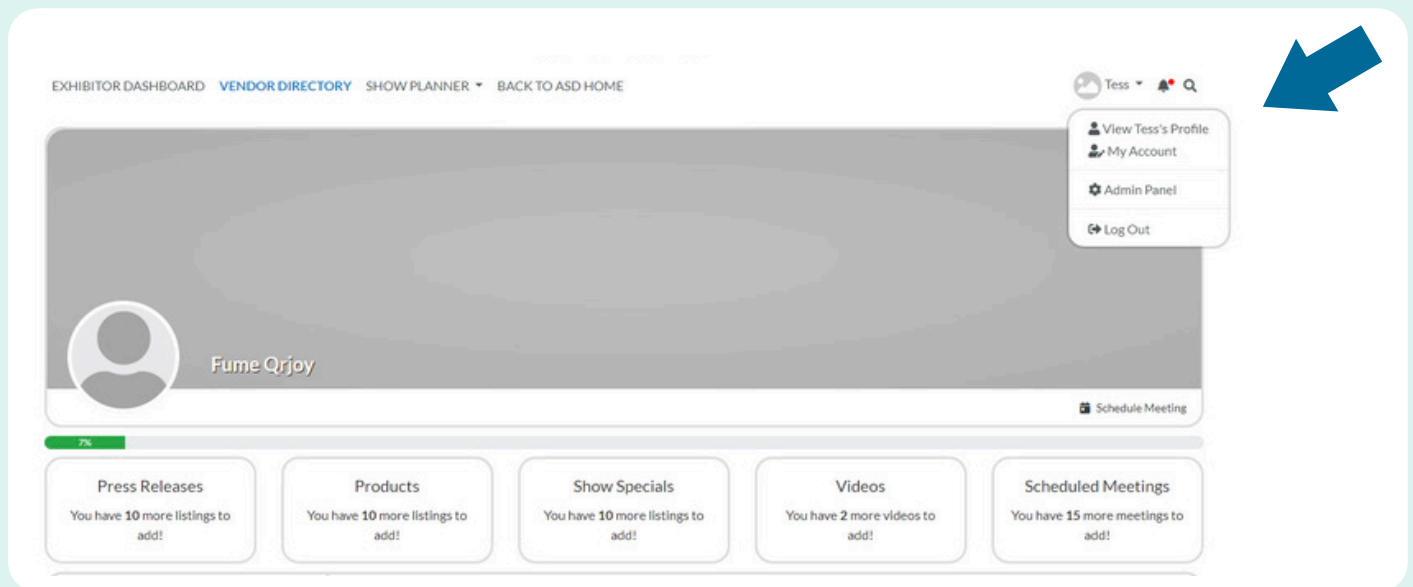 EXHIBITOR DASHBOARD VENDOR DIRECTORY SHOW PLANNER BACK TO ASD HOME Tess
View Tess's Profile
My Account
Admin Panel
Log Out
Fume Qrjoy
Schedule Meeting
7%
Press Releases
You have 10 more listings to
add!
Products
You have 10 more listings to
add!
Show Specials
You have 10 more listings to
add!
Videos
You have 2 more videos to
add!
Scheduled Meetings
You have 15 more meetings to
add!